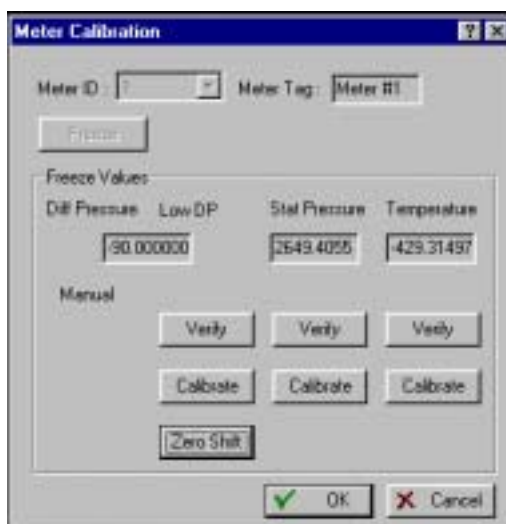 Meter Calibration
Meter ID : Meter Tag : Meter #1
Freeze
Freeze Values
Diff Pressure Low DP Stat Pressure Temperature
-90.000000 2649.4055 -429.31497
Manual
Verify Verify Verify
Calibrate Calibrate Calibrate
Zero Shift
OK Cancel